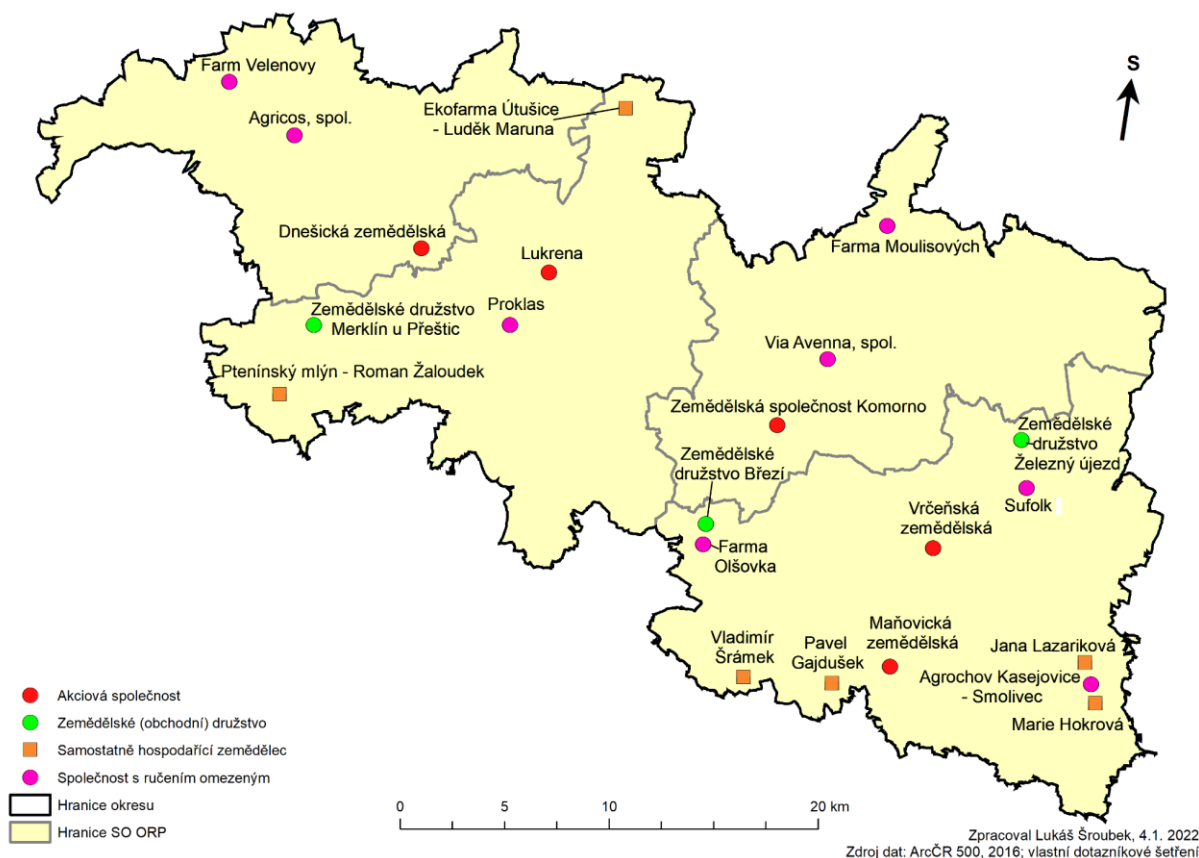 S
Farm Velenovy
Agricos, spol.
Ekofarma Útušice
- Luděk Maruna
Dnešická zemědělská
Lukrena
Farma Moulisových
Zemědělské družstvo
Merklín u Přeštic
Proklas
Ptenínský mlýn - Roman Žaloudek
Via Avenna, spol.
Zemědělská společnost Komorno
Zemědělské
družstvo
Železný újezd
Zemědělské
družstvo Březí
Sufolk
Vrčeňská
zemědělská
Farma
Olšovka
Vladimír
Šrámek
Pavel
Gajdušek
Maňovická
zemědělská
Jana Lazariková
Agrochov Kasejovice
- Smolivec
Marie Hokrová
Akciová společnost
Zemědělské (obchodní) družstvo
Samostatně hospodařící zemědělec
Společnost s ručením omezeným
Hranice okresu
Hranice SO ORP
0 5 10 20 km
Zpracoval Lukáš Šroubek, 4.1. 2022
Zdroj dat: ArcČR 500, 2016; vlastní dotazníkové šetření